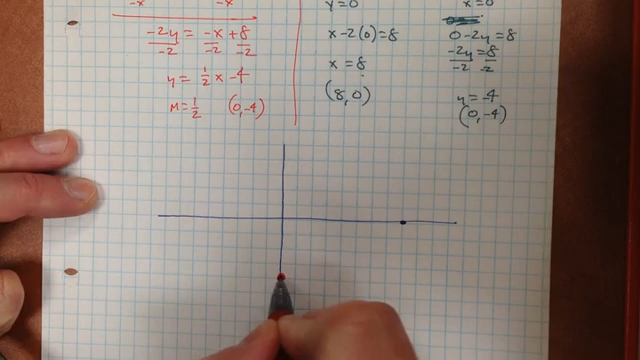 -x -x
-2y = -x + 8
-2 -2 -2
y = 1/2 x - 4
M = 1/2 (0, -4)
y = 0
x - 2(0) = 8
x = 8
(8, 0)
x = 0
0 - 2y = 8
-2y = 8
-2 -2
y = -4
(0, -4)